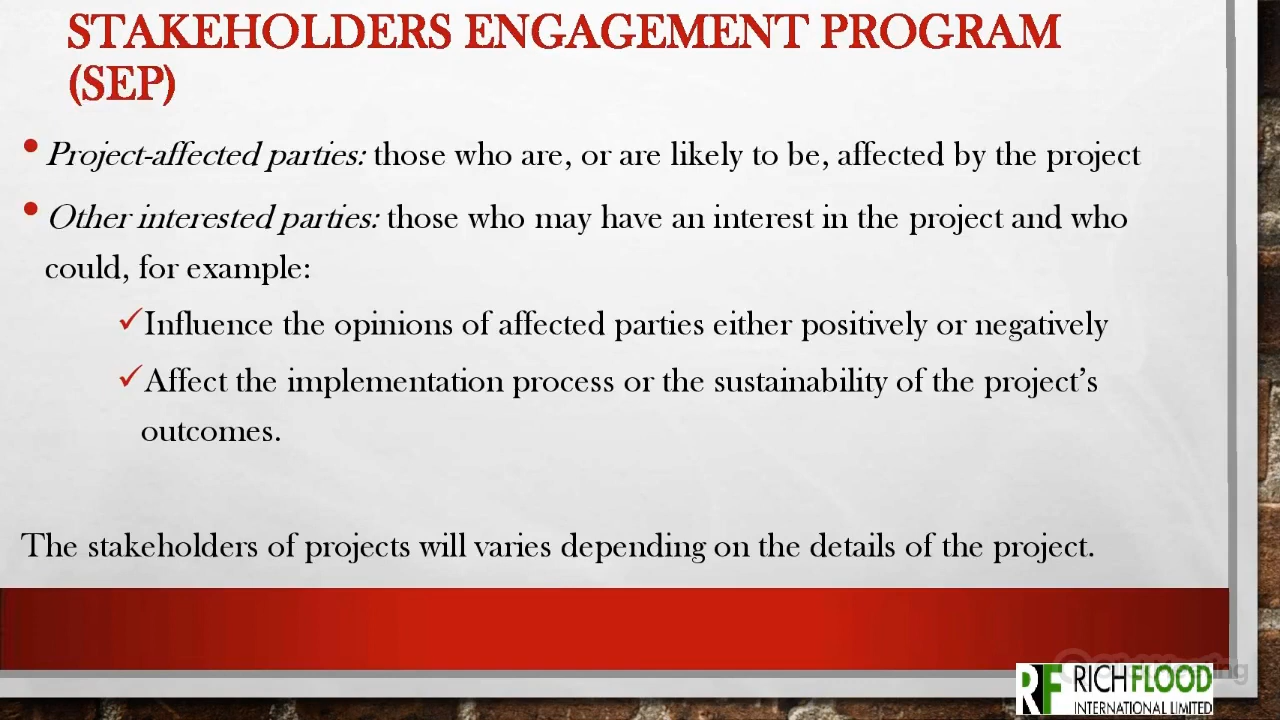 STAKEHOLDERS ENGAGEMENT PROGRAM
(SEP)
• Project-affected parties: those who are, or are likely to be, affected by the project
• Other interested parties: those who may have an interest in the project and who
could, for example:
✓Influence the opinions of affected parties either positively or negatively
✓Affect the implementation process or the sustainability of the project’s
outcomes.
The stakeholders of projects will varies depending on the details of the project.
RF RICHFLOOD
INTERNATIONAL LIMITED